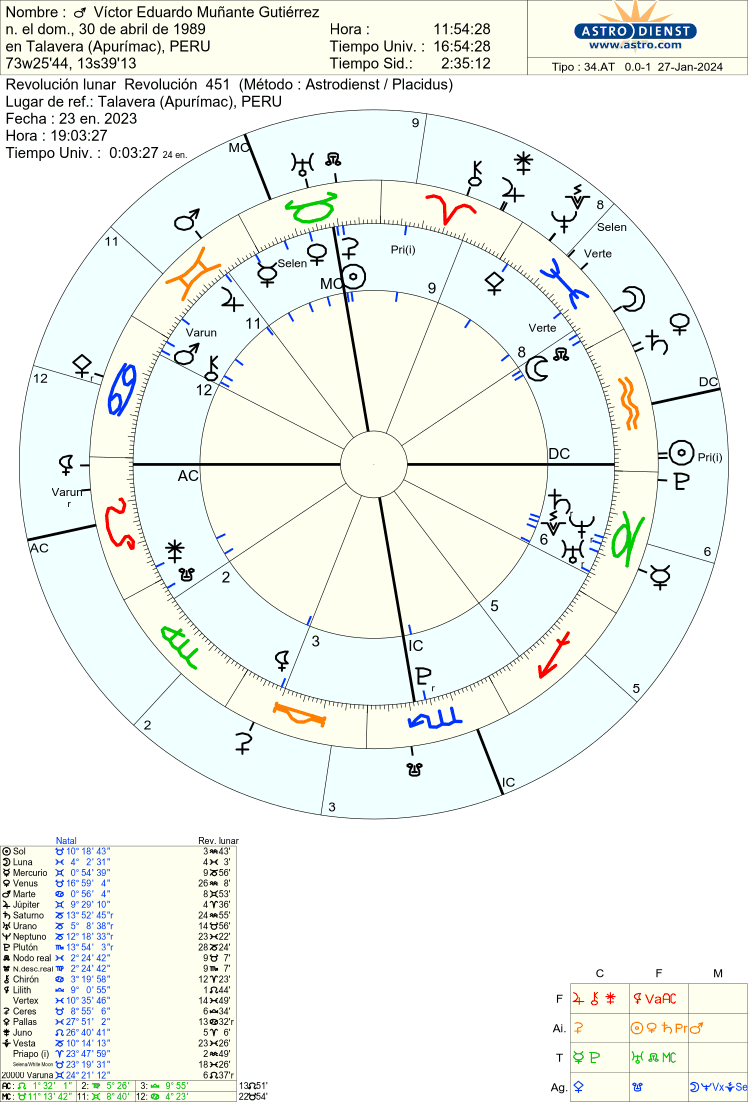 Nombre : ♂ Víctor Eduardo Muñante Gutiérrez
n. el dom., 30 de abril de 1989
en Talavera (Apurímac), PERU
73w25'44, 13s39'13
Hora : 11:54:28
Tiempo Univ. : 16:54:28
Tiempo Sid.: 2:35:12
ASTRO DIENST
www.astro.com
Tipo : 34.AT 0.0-1 27-Jan-2024
Revolución lunar Revolución 451 (Método : Astrodienst / Placidus)
Lugar de ref.: Talavera (Apurímac), PERU
Fecha : 23 en. 2023
Hora : 19:03:27
Tiempo Univ. : 0:03:27 24 en.
MC
9
8
Selen
Verte
11
12
Varun
r
AC
DC
Pri(i)
6
5
IC
3
2
Selen
MC
Pri(i)
9
11
Varun
12
8
Verte
AC
DC
6
r
r
r
5
IC
r
3
2
r
Natal Rev. lunar
Sol ♉ 10° 18' 43" 3 ♒ 43'
Luna ♓ 4° 2' 31" 4 ♓ 3'
Mercurio ♊ 0° 54' 39" 9 ♑ 56'
Venus ♉ 16° 59' 4" 26 ♒ 8'
Marte ♋ 0° 56' 4" 8 ♊ 53'
Júpiter ♊ 9° 29' 10" 4 ♈ 36'
Saturno ♑ 13° 52' 45"r 24 ♒ 55'
Urano ♑ 5° 8' 38"r 14 ♉ 56'
Neptuno ♑ 12° 18' 33"r 23 ♓ 22'
Plutón ♏ 13° 54' 3"r 28 ♑ 24'
Nodo real ♓ 2° 24' 42" 9 ♉ 7'
N.desc.real ♍ 2° 24' 42" 9 ♏ 7'
Chirón ♋ 3° 19' 58" 12 ♈ 23'
Lilith ♎ 9° 0' 55" 1 ♌ 44'
Vertex ♓ 10° 35' 46" 14 ♓ 49'
Ceres ♉ 8° 55' 6" 6 ♎ 34'
Pallas ♓ 27° 51' 2" 13 ♋ 32'r
Juno ♌ 26° 40' 41" 5 ♈ 6'
Vesta ♑ 10° 14' 13" 23 ♓ 26'
Priapo (i) ♈ 23° 47' 59" 2 ♒ 49'
Selena/White Moon ♉ 23° 19' 31" 18 ♓ 26'
20000 Varuna ♊ 24° 21' 12" 6 ♌ 37'r
AC: ♌ 1° 32' 1" 2: ♍ 5° 26' 3: ♎ 9° 55' 13♌51'
MC: ♉ 11° 13' 42" 11: ♊ 8° 40' 12: ♋ 4° 23' 22♉54'
C F M
F Va AC
Ai. Pr
T MC
Ag. Vx Se